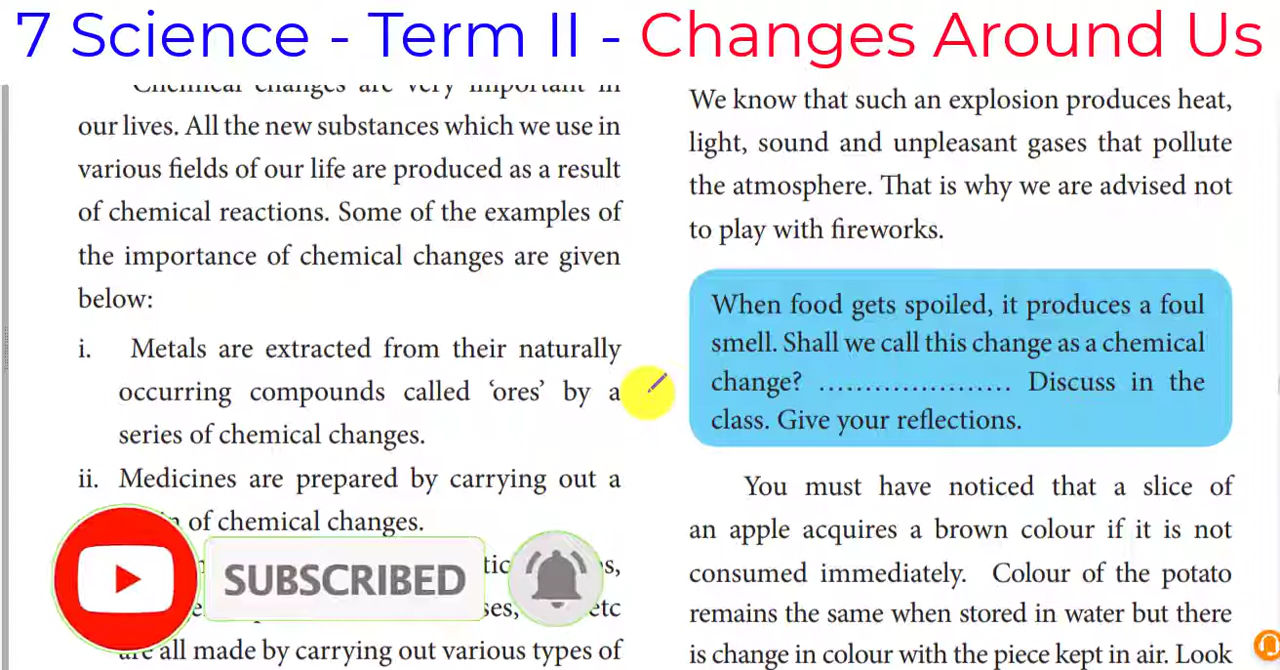 7 Science - Term II - Changes Around Us
Chemical changes are very important in
our lives. All the new substances which we use in
various fields of our life are produced as a result
of chemical reactions. Some of the examples of
the importance of chemical changes are given
below:
i. Metals are extracted from their naturally
occurring compounds called ‘ores’ by a
series of chemical changes.
ii. Medicines are prepared by carrying out a
of chemical changes.
SUBSCRIBED
etc
all made by carrying out various types of
We know that such an explosion produces heat,
light, sound and unpleasant gases that pollute
the atmosphere. That is why we are advised not
to play with fireworks.
When food gets spoiled, it produces a foul
smell. Shall we call this change as a chemical
change? ...................... Discuss in the
class. Give your reflections.
You must have noticed that a slice of
an apple acquires a brown colour if it is not
consumed immediately. Colour of the potato
remains the same when stored in water but there
is change in colour with the piece kept in air. Look